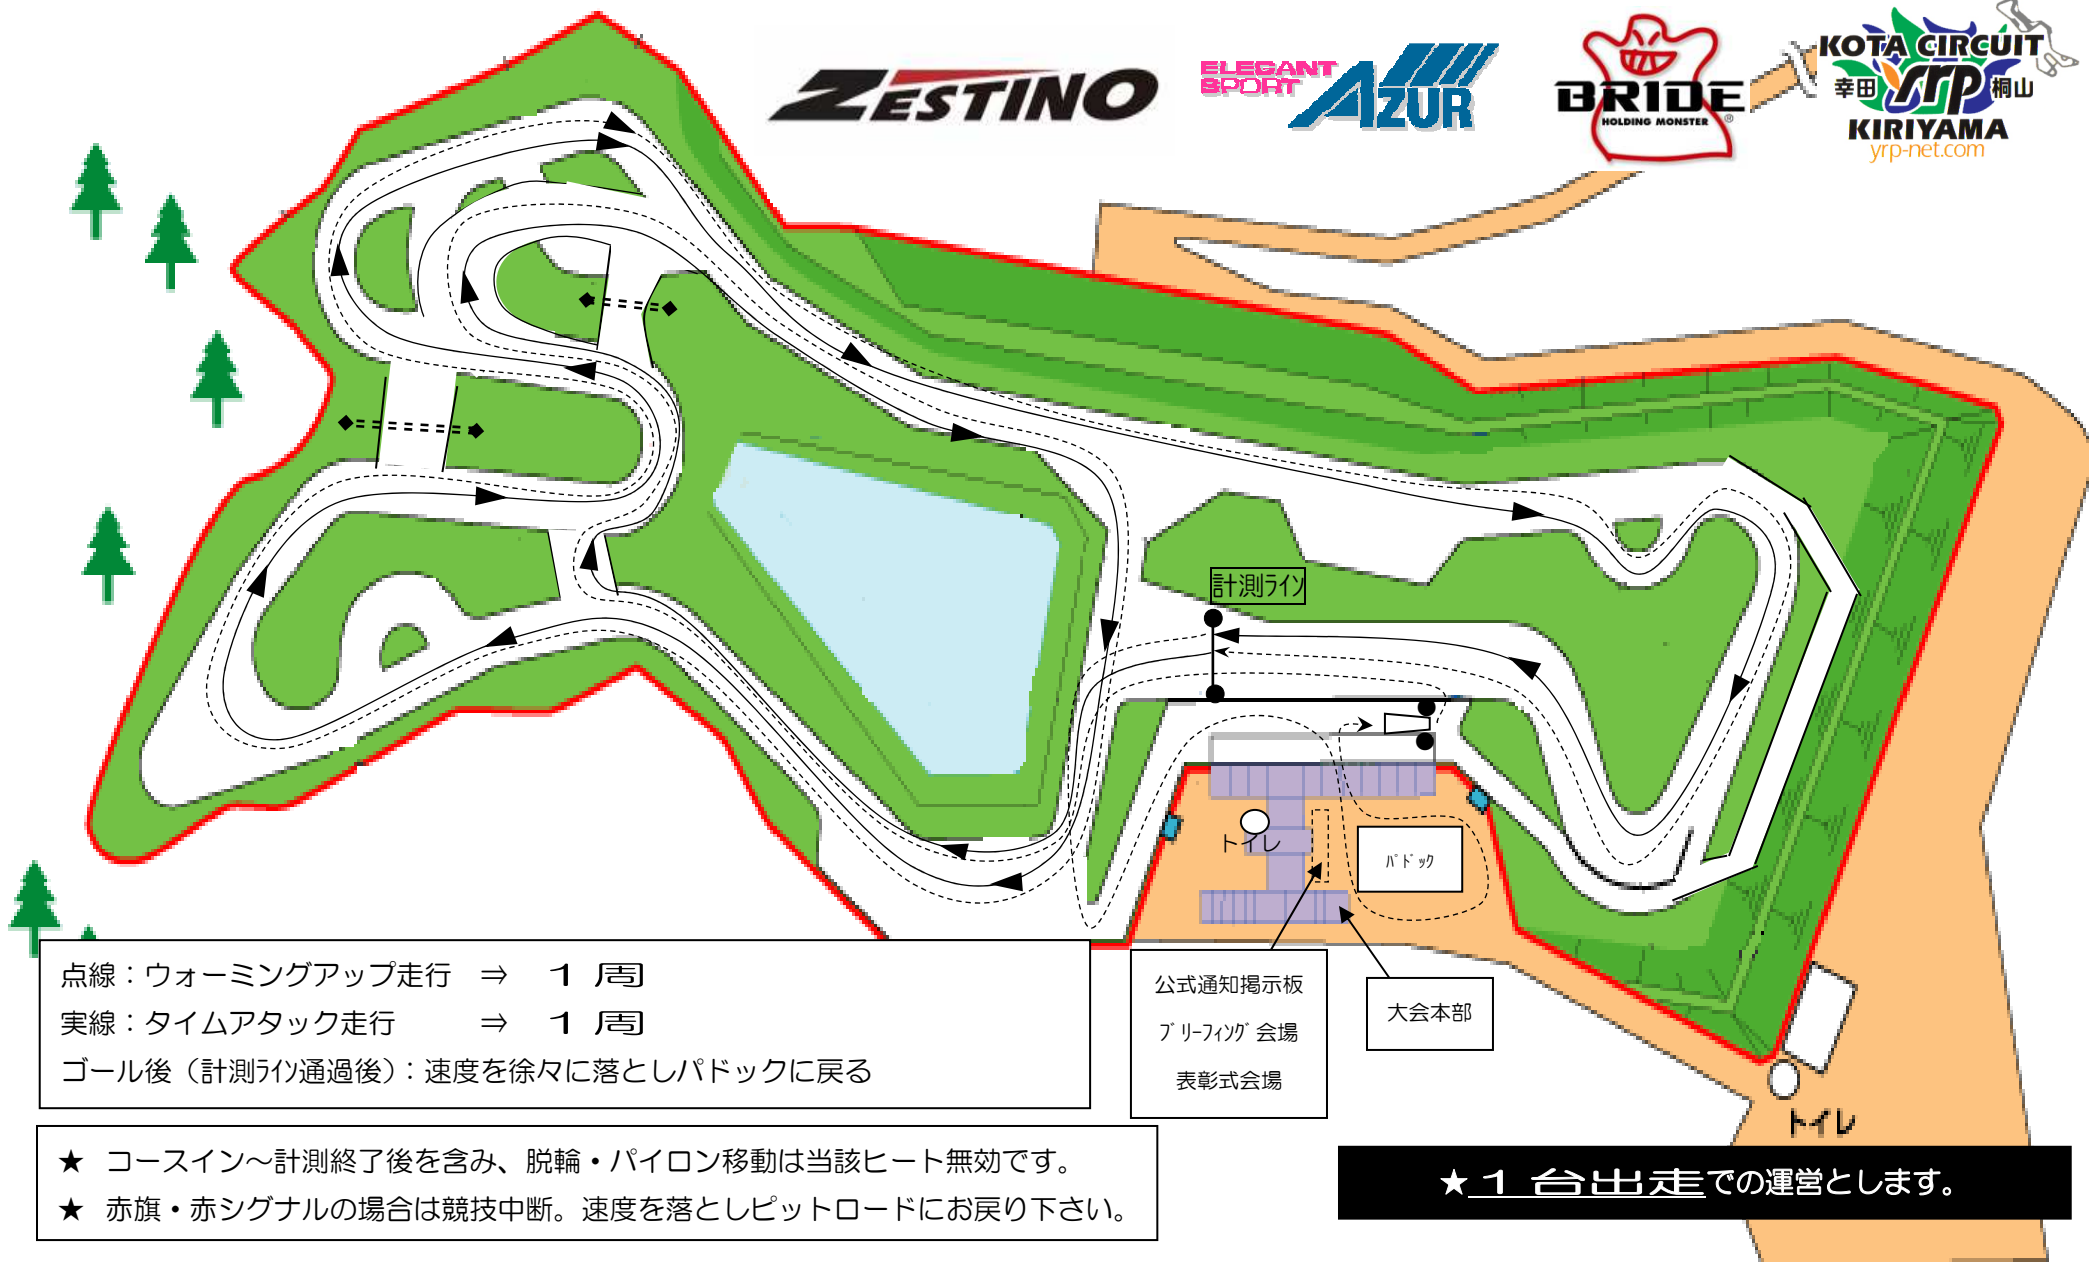 ZESTINO
ELEGANT
SPORT
AZUR
BRIDE
HOLDING MONSTER
®
KOTA CIRCUIT
幸田 yrp 桐山
KIRIYAMA
yrp-net.com
計測ﾗｲﾝ
トイレ
ﾊﾟﾄﾞｯｸ
公式通知掲示板
ﾌﾞﾘｰﾌｨﾝｸﾞ会場
表彰式会場
大会本部
トイレ
点線：ウォーミングアップ走行 ⇒ １周
実線：タイムアタック走行 ⇒ １周
ゴール後（計測ﾗｲﾝ通過後）：速度を徐々に落としパドックに戻る
★ コースイン～計測終了後を含み、脱輪・パイロン移動は当該ヒート無効です。
★ 赤旗・赤シグナルの場合は競技中断。速度を落としピットロードにお戻り下さい。
★１台出走での運営とします。